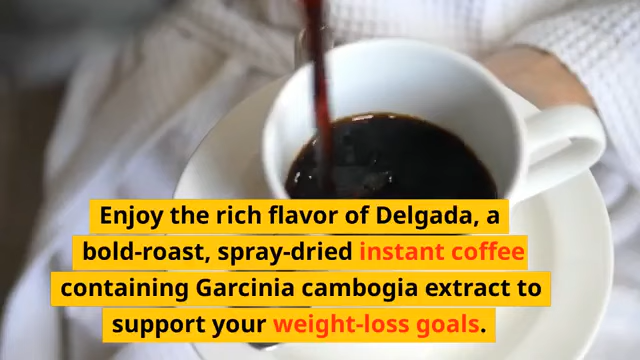 Enjoy the rich flavor of Delgada, a
bold-roast, spray-dried instant coffee
containing Garcinia cambogia extract to
support your weight-loss goals.